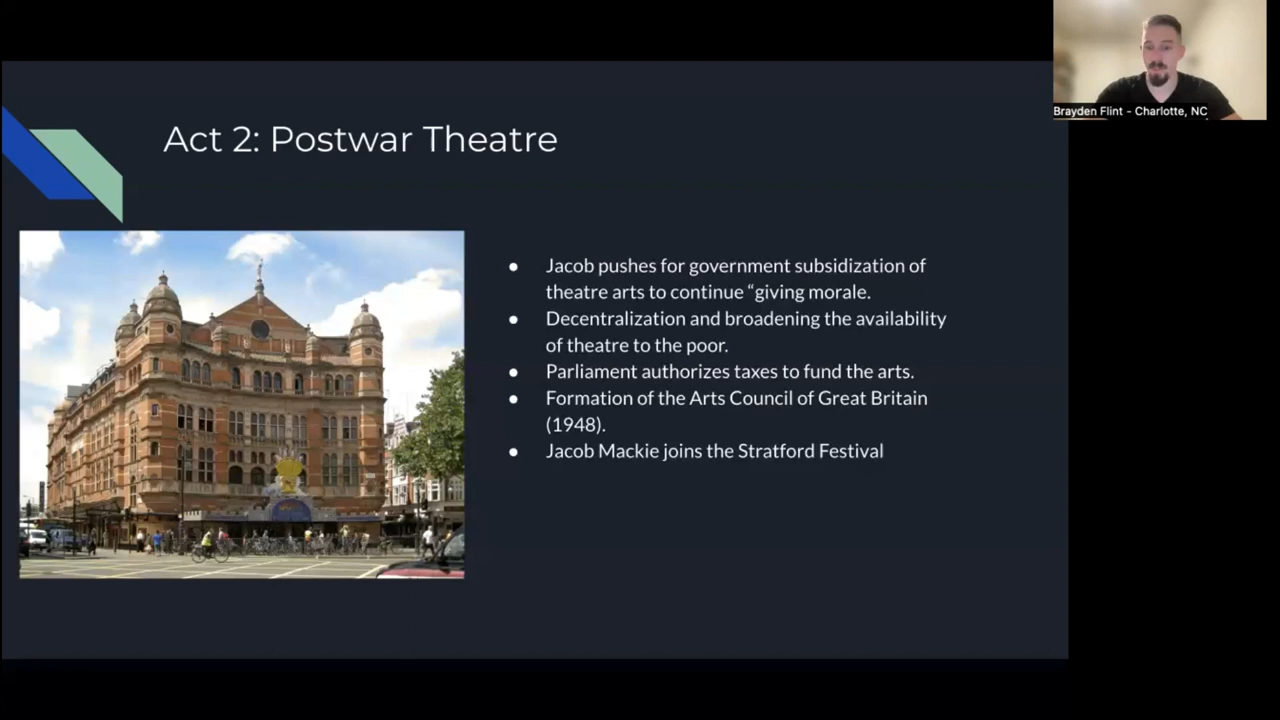 Brayden Flint - Charlotte, NC
Act 2: Postwar Theatre
● Jacob pushes for government subsidization of
theatre arts to continue “giving morale.
● Decentralization and broadening the availability
of theatre to the poor.
● Parliament authorizes taxes to fund the arts.
● Formation of the Arts Council of Great Britain
(1948).
● Jacob Mackie joins the Stratford Festival